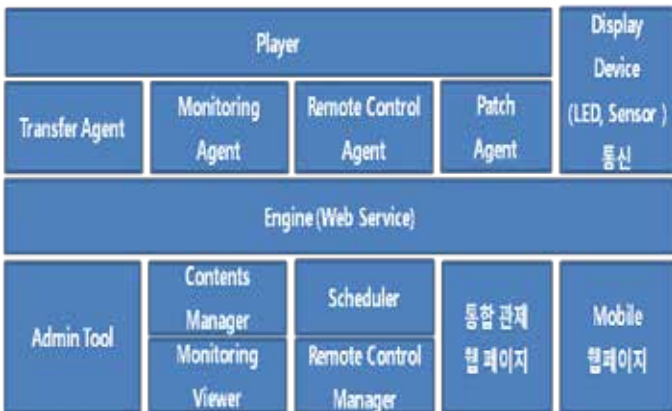 Player
Display
Device
(LED, Sensor )
통신
Transfer Agent
Monitoring
Agent
Remote Control
Agent
Patch
Agent
Engine (Web Service)
Admin Tool
Contents
Manager
Scheduler
통합 관제
웹 페이지
Mobile
웹페이지
Monitoring
Viewer
Remote Control
Manager